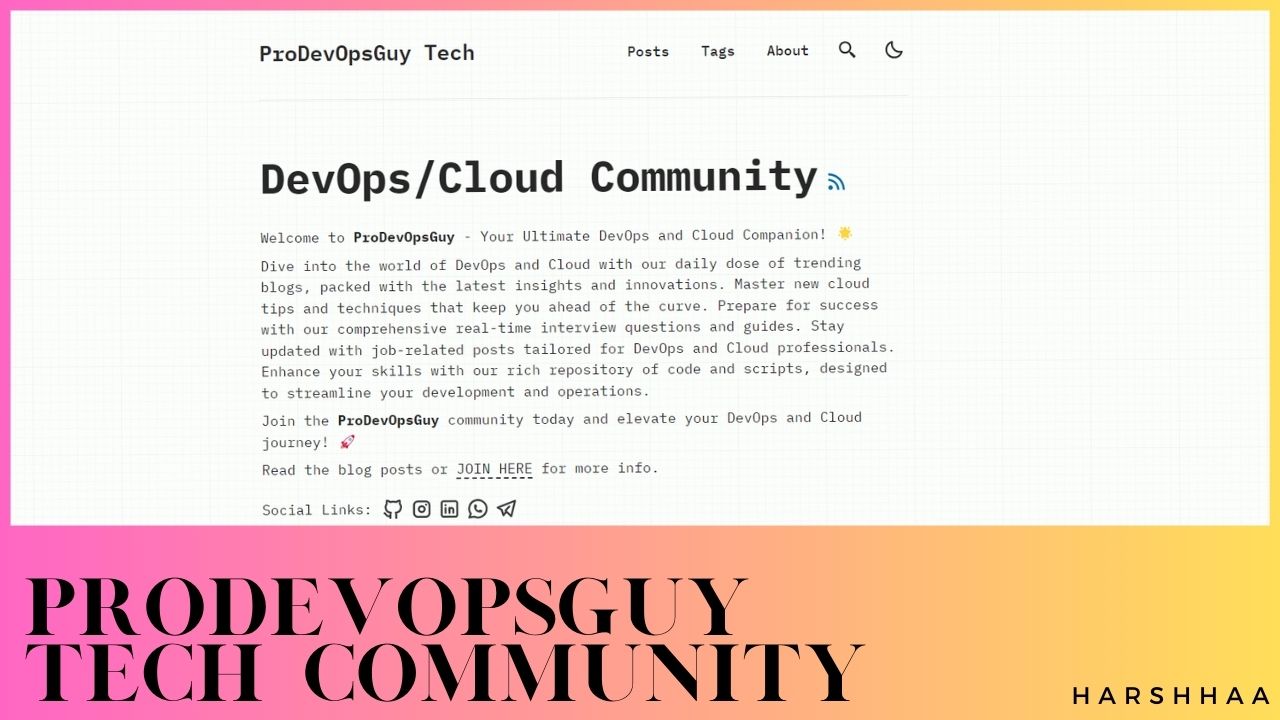 ProDevOpsGuy Tech
Posts Tags About
DevOps/Cloud Community
Welcome to ProDevOpsGuy - Your Ultimate DevOps and Cloud Companion! 🌟
Dive into the world of DevOps and Cloud with our daily dose of trending
blogs, packed with the latest insights and innovations. Master new cloud
tips and techniques that keep you ahead of the curve. Prepare for success
with our comprehensive real-time interview questions and guides. Stay
updated with job-related posts tailored for DevOps and Cloud professionals.
Enhance your skills with our rich repository of code and scripts, designed
to streamline your development and operations.
Join the ProDevOpsGuy community today and elevate your DevOps and Cloud
journey! 🚀
Read the blog posts or JOIN HERE for more info.
Social Links:
PRODEVOPSGUY
TECH COMMUNITY
HARSHHAA